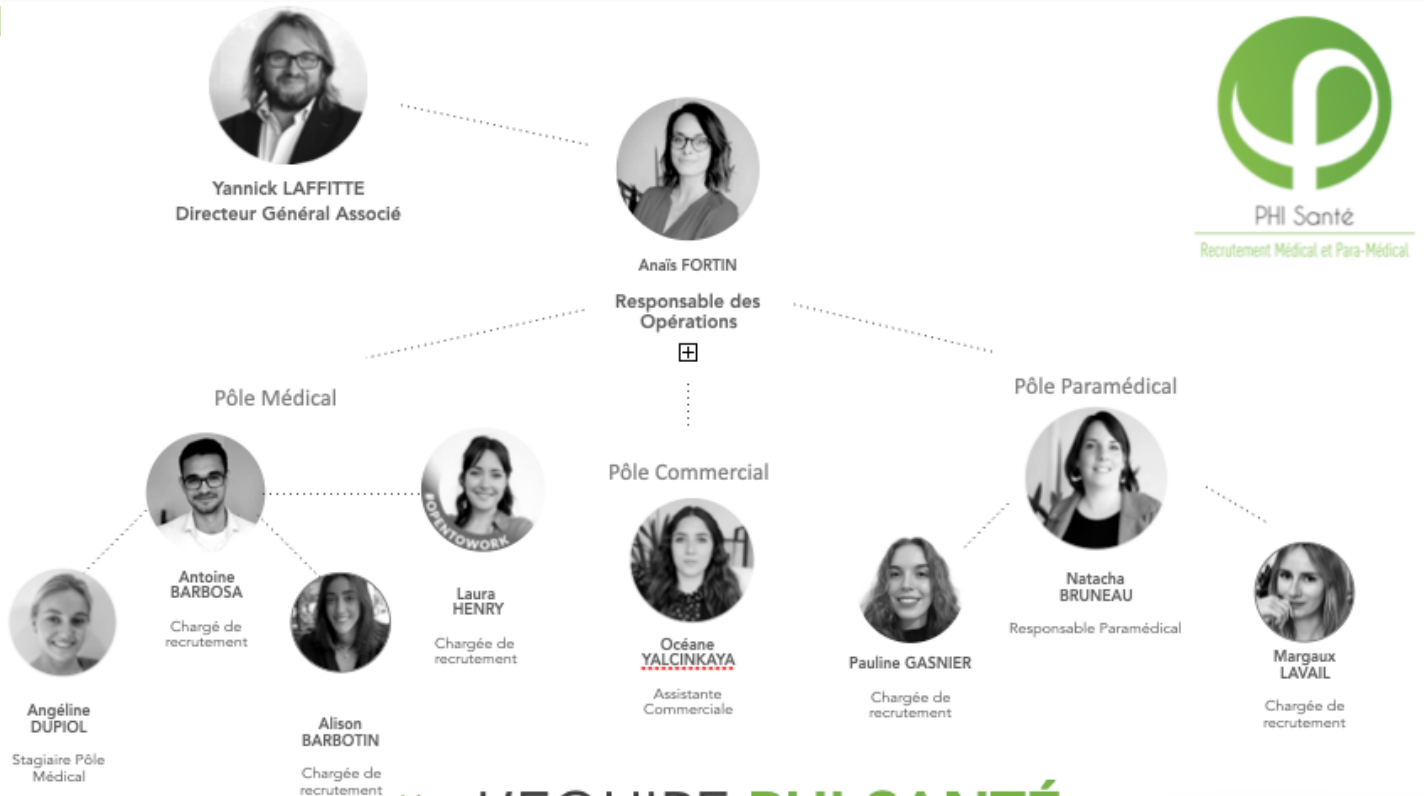 Yannick LAFFITTE
Directeur Général Associé
Anaïs FORTIN
Responsable des
Opérations
PHI Santé
Recrutement Médical et Para-Médical
Pôle Médical
Pôle Commercial
Pôle Paramédical
Antoine
BARBOSA
Chargé de
recrutement
#OPENTOWORK
Laura
HENRY
Chargée de
recrutement
Angéline
DUPIOL
Stagiaire Pôle
Médical
Alison
BARBOTIN
Chargée de
recrutement
Océane
YALCINKAYA
Assistante
Commerciale
Pauline GASNIER
Chargée de
recrutement
Natacha
BRUNEAU
Responsable Paramédical
Margaux
LAVAIL
Chargée de
recrutement
L'EQUIPE PHI SANTÉ